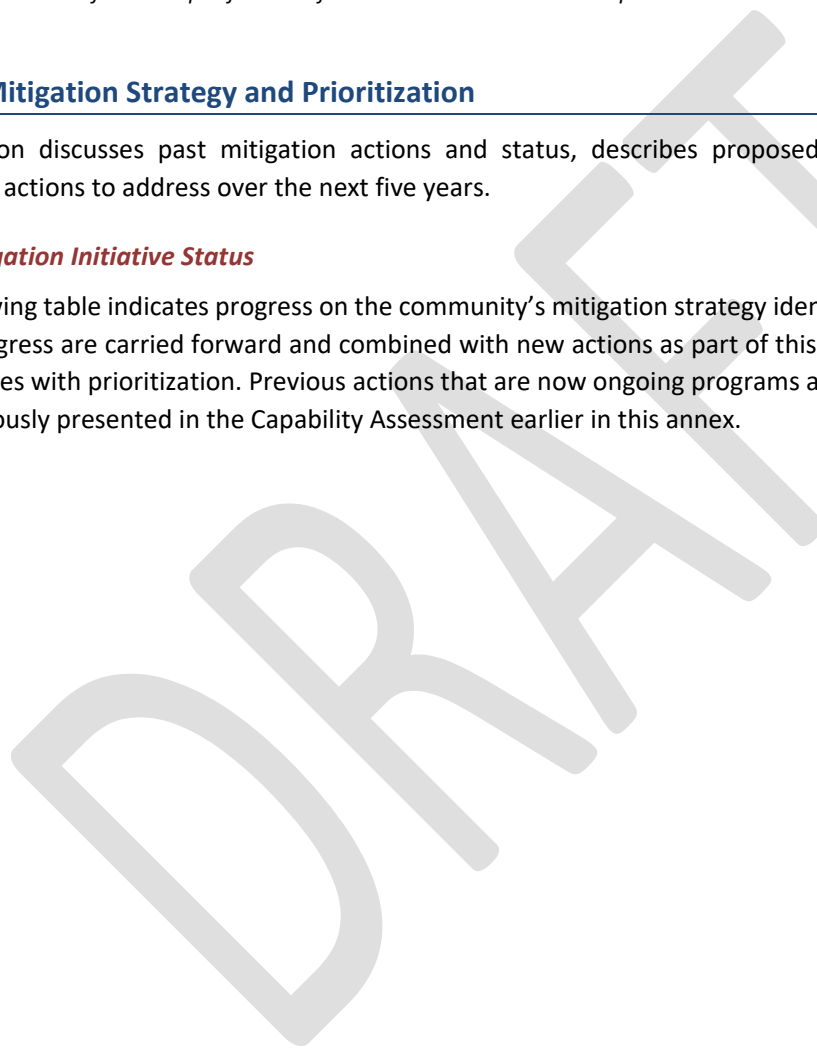 Mitigation Strategy and Prioritization
on discusses past mitigation actions and status, describes proposed
actions to address over the next five years.
gation Initiative Status
ving table indicates progress on the community's mitigation strategy iden
gress are carried forward and combined with new actions as part of this
es with prioritization. Previous actions that are now ongoing programs a
ously presented in the Capability Assessment earlier in this annex.
DRAFT